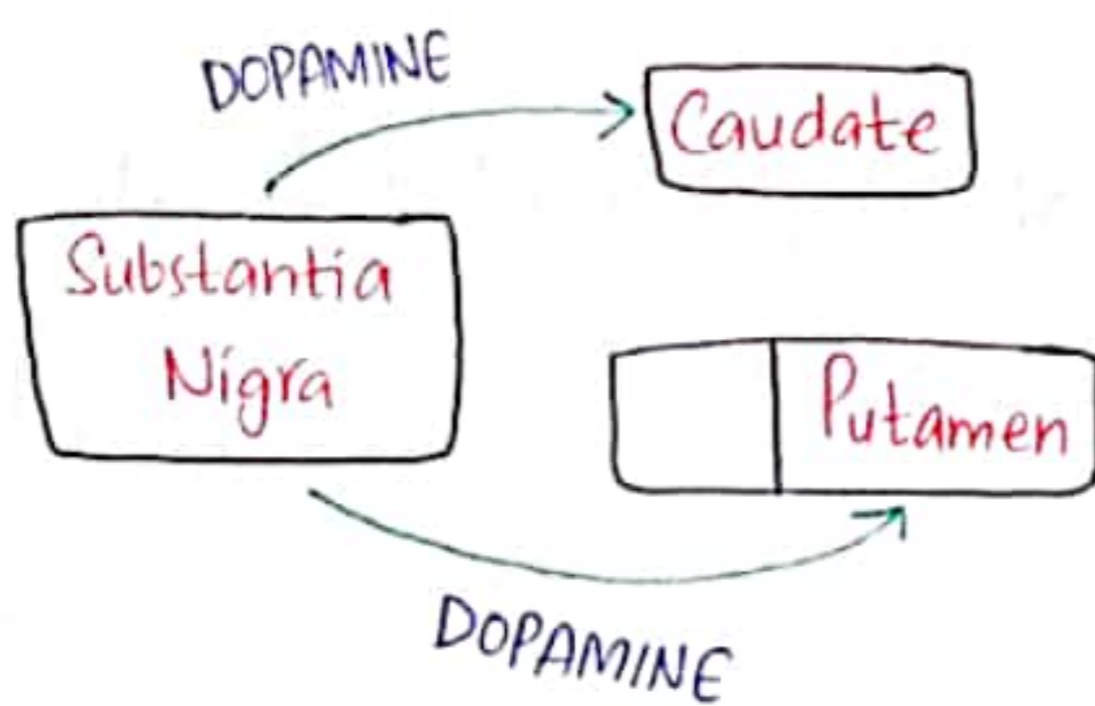 DOPAMINE
Caudate
Substantia
Nigra
Putamen
DOPAMINE